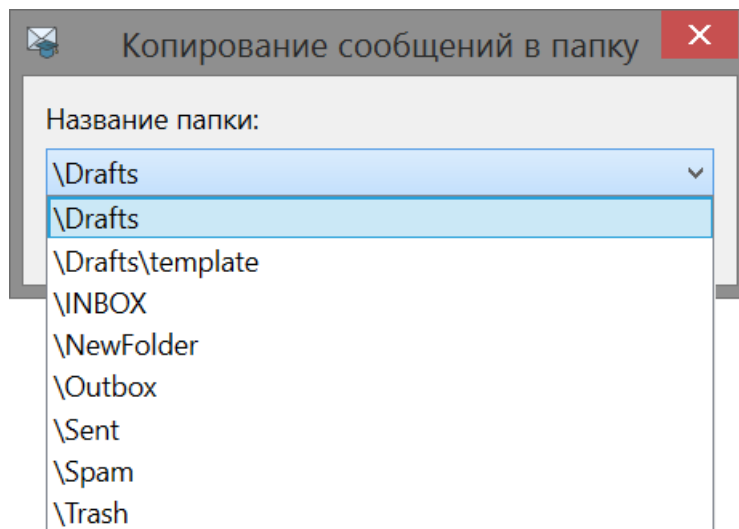 Копирование сообщений в папку
Название папки:
\Drafts
\Drafts
\Drafts\template
\INBOX
\NewFolder
\Outbox
\Sent
\Spam
\Trash